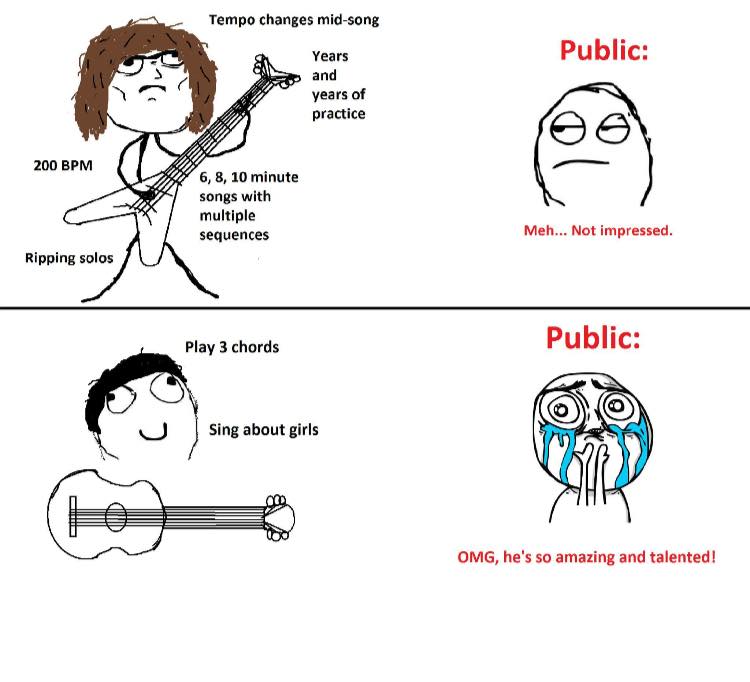 Tempo changes mid-song
Years
and
years of
practice
200 BPM
6, 8, 10 minute
songs with
multiple
sequences
Ripping solos
Public:
Meh... Not impressed.
Play 3 chords
Sing about girls
Public:
OMG, he's so amazing and talented!